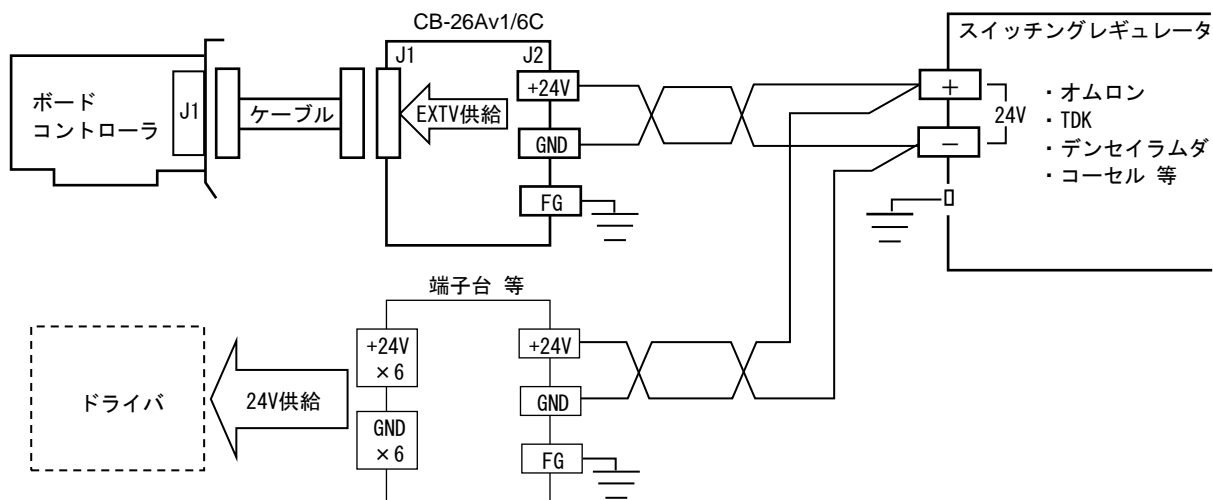 CB-26Av1/6C
スイッチングレギュレータ
J1
J2
+24V
EXTV供給
GND
FG
ボード
コントローラ
J1
ケーブル
+
−
24V
・オムロン
・TDK
・デンセイラムダ
・コーセル 等
端子台 等
+24V
×6
GND
×6
+24V
GND
FG
ドライバ
24V供給